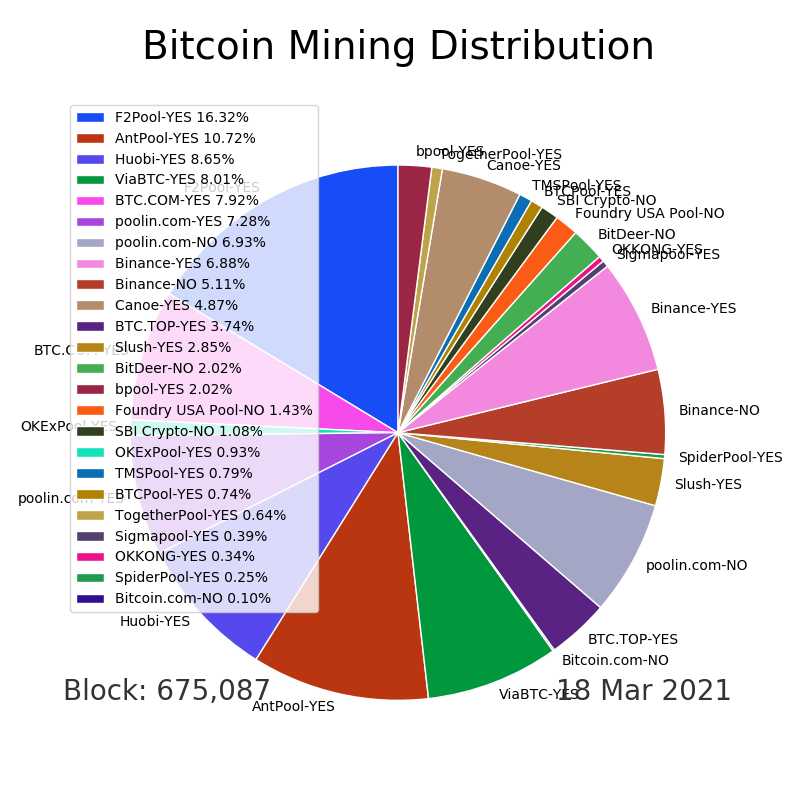 Bitcoin Mining Distribution
F2Pool-YES 16.32%
AntPool-YES 10.72%
Huobi-YES 8.65%
ViaBTC-YES 8.01%
BTC.COM-YES 7.92%
poolin.com-YES 7.28%
poolin.com-NO 6.93%
Binance-YES 6.88%
Binance-NO 5.11%
Canoe-YES 4.87%
BTC.TOP-YES 3.74%
Slush-YES 2.85%
BitDeer-NO 2.02%
bpool-YES 2.02%
Foundry USA Pool-NO 1.43%
SBI Crypto-NO 1.08%
OKExPool-YES 0.93%
TMSPool-YES 0.79%
BTCPool-YES 0.74%
TogetherPool-YES 0.64%
Sigmapool-YES 0.39%
OKKONG-YES 0.34%
SpiderPool-YES 0.25%
Bitcoin.com-NO 0.10%
bpool-YES
TogetherPool-YES
Canoe-YES
TMSPool-YES
BTCPool-YES
SBI Crypto-NO
Foundry USA Pool-NO
BitDeer-NO
OKKONG-YES
Sigmapool-YES
Binance-YES
Binance-NO
SpiderPool-YES
Slush-YES
poolin.com-NO
BTC.TOP-YES
Bitcoin.com-NO
ViaBTC-YES
AntPool-YES
Huobi-YES
poolin.com-YES
OKExPool-YES
BTC.COM-YES
F2Pool-YES
Block: 675,087
18 Mar 2021